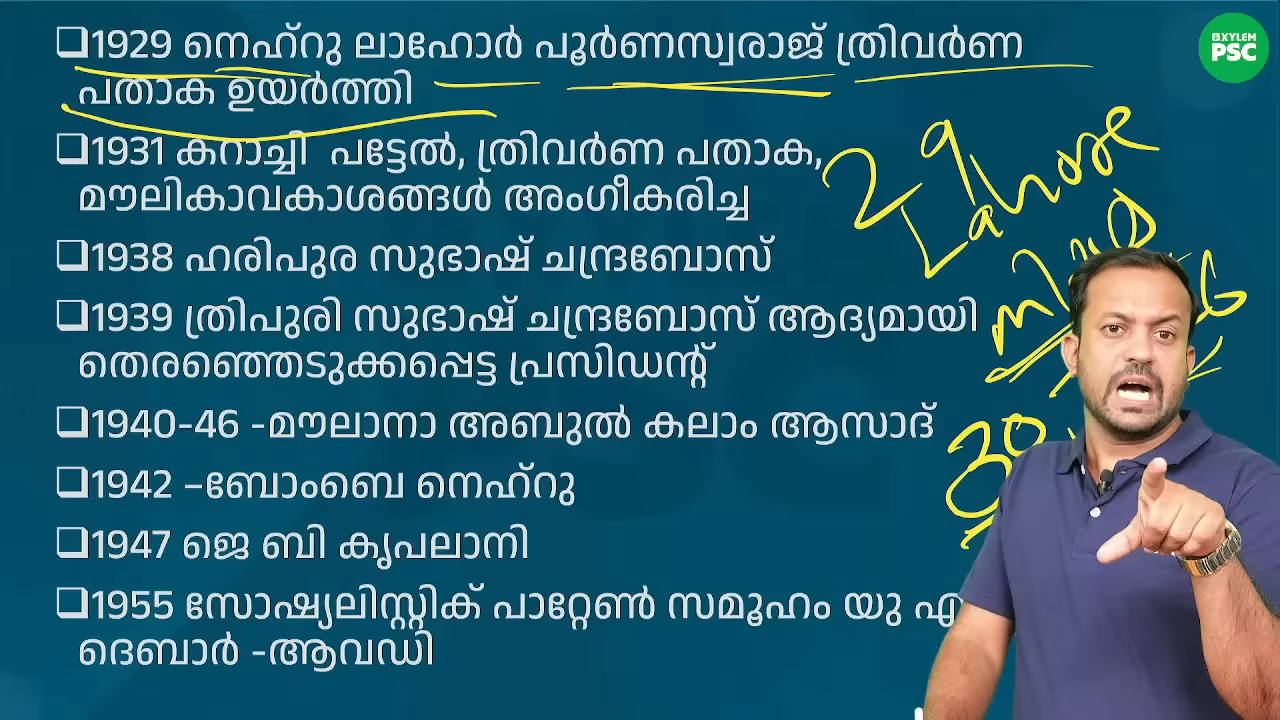 ❑1929 നെഹ്റു ലാഹോർ പൂർണസ്വരാജ് ത്രിവർണ
പതാക ഉയർത്തി
❑1931 കറാച്ചി പട്ടേൽ, ത്രിവർണ പതാക,
മൗലികാവകാശങ്ങൾ അംഗീകരിച്ച
❑1938 ഹരിപുര സുഭാഷ് ചന്ദ്രബോസ്
❑1939 ത്രിപുരി സുഭാഷ് ചന്ദ്രബോസ് ആദ്യമായി
തെരഞ്ഞെടുക്കപ്പെട്ട പ്രസിഡന്റ്
❑1940-46 -മൗലാനാ അബുൽ കലാം ആസാദ്
❑1942 –ബോംബെ നെഹ്റു
❑1947 ജെ ബി കൃപലാനി
❑1955 സോഷ്യലിസ്റ്റിക് പാറ്റേൺ സമൂഹം യു എ
ദെബാർ -ആവഡി
XYLEM
PSC
29
Lahore
30